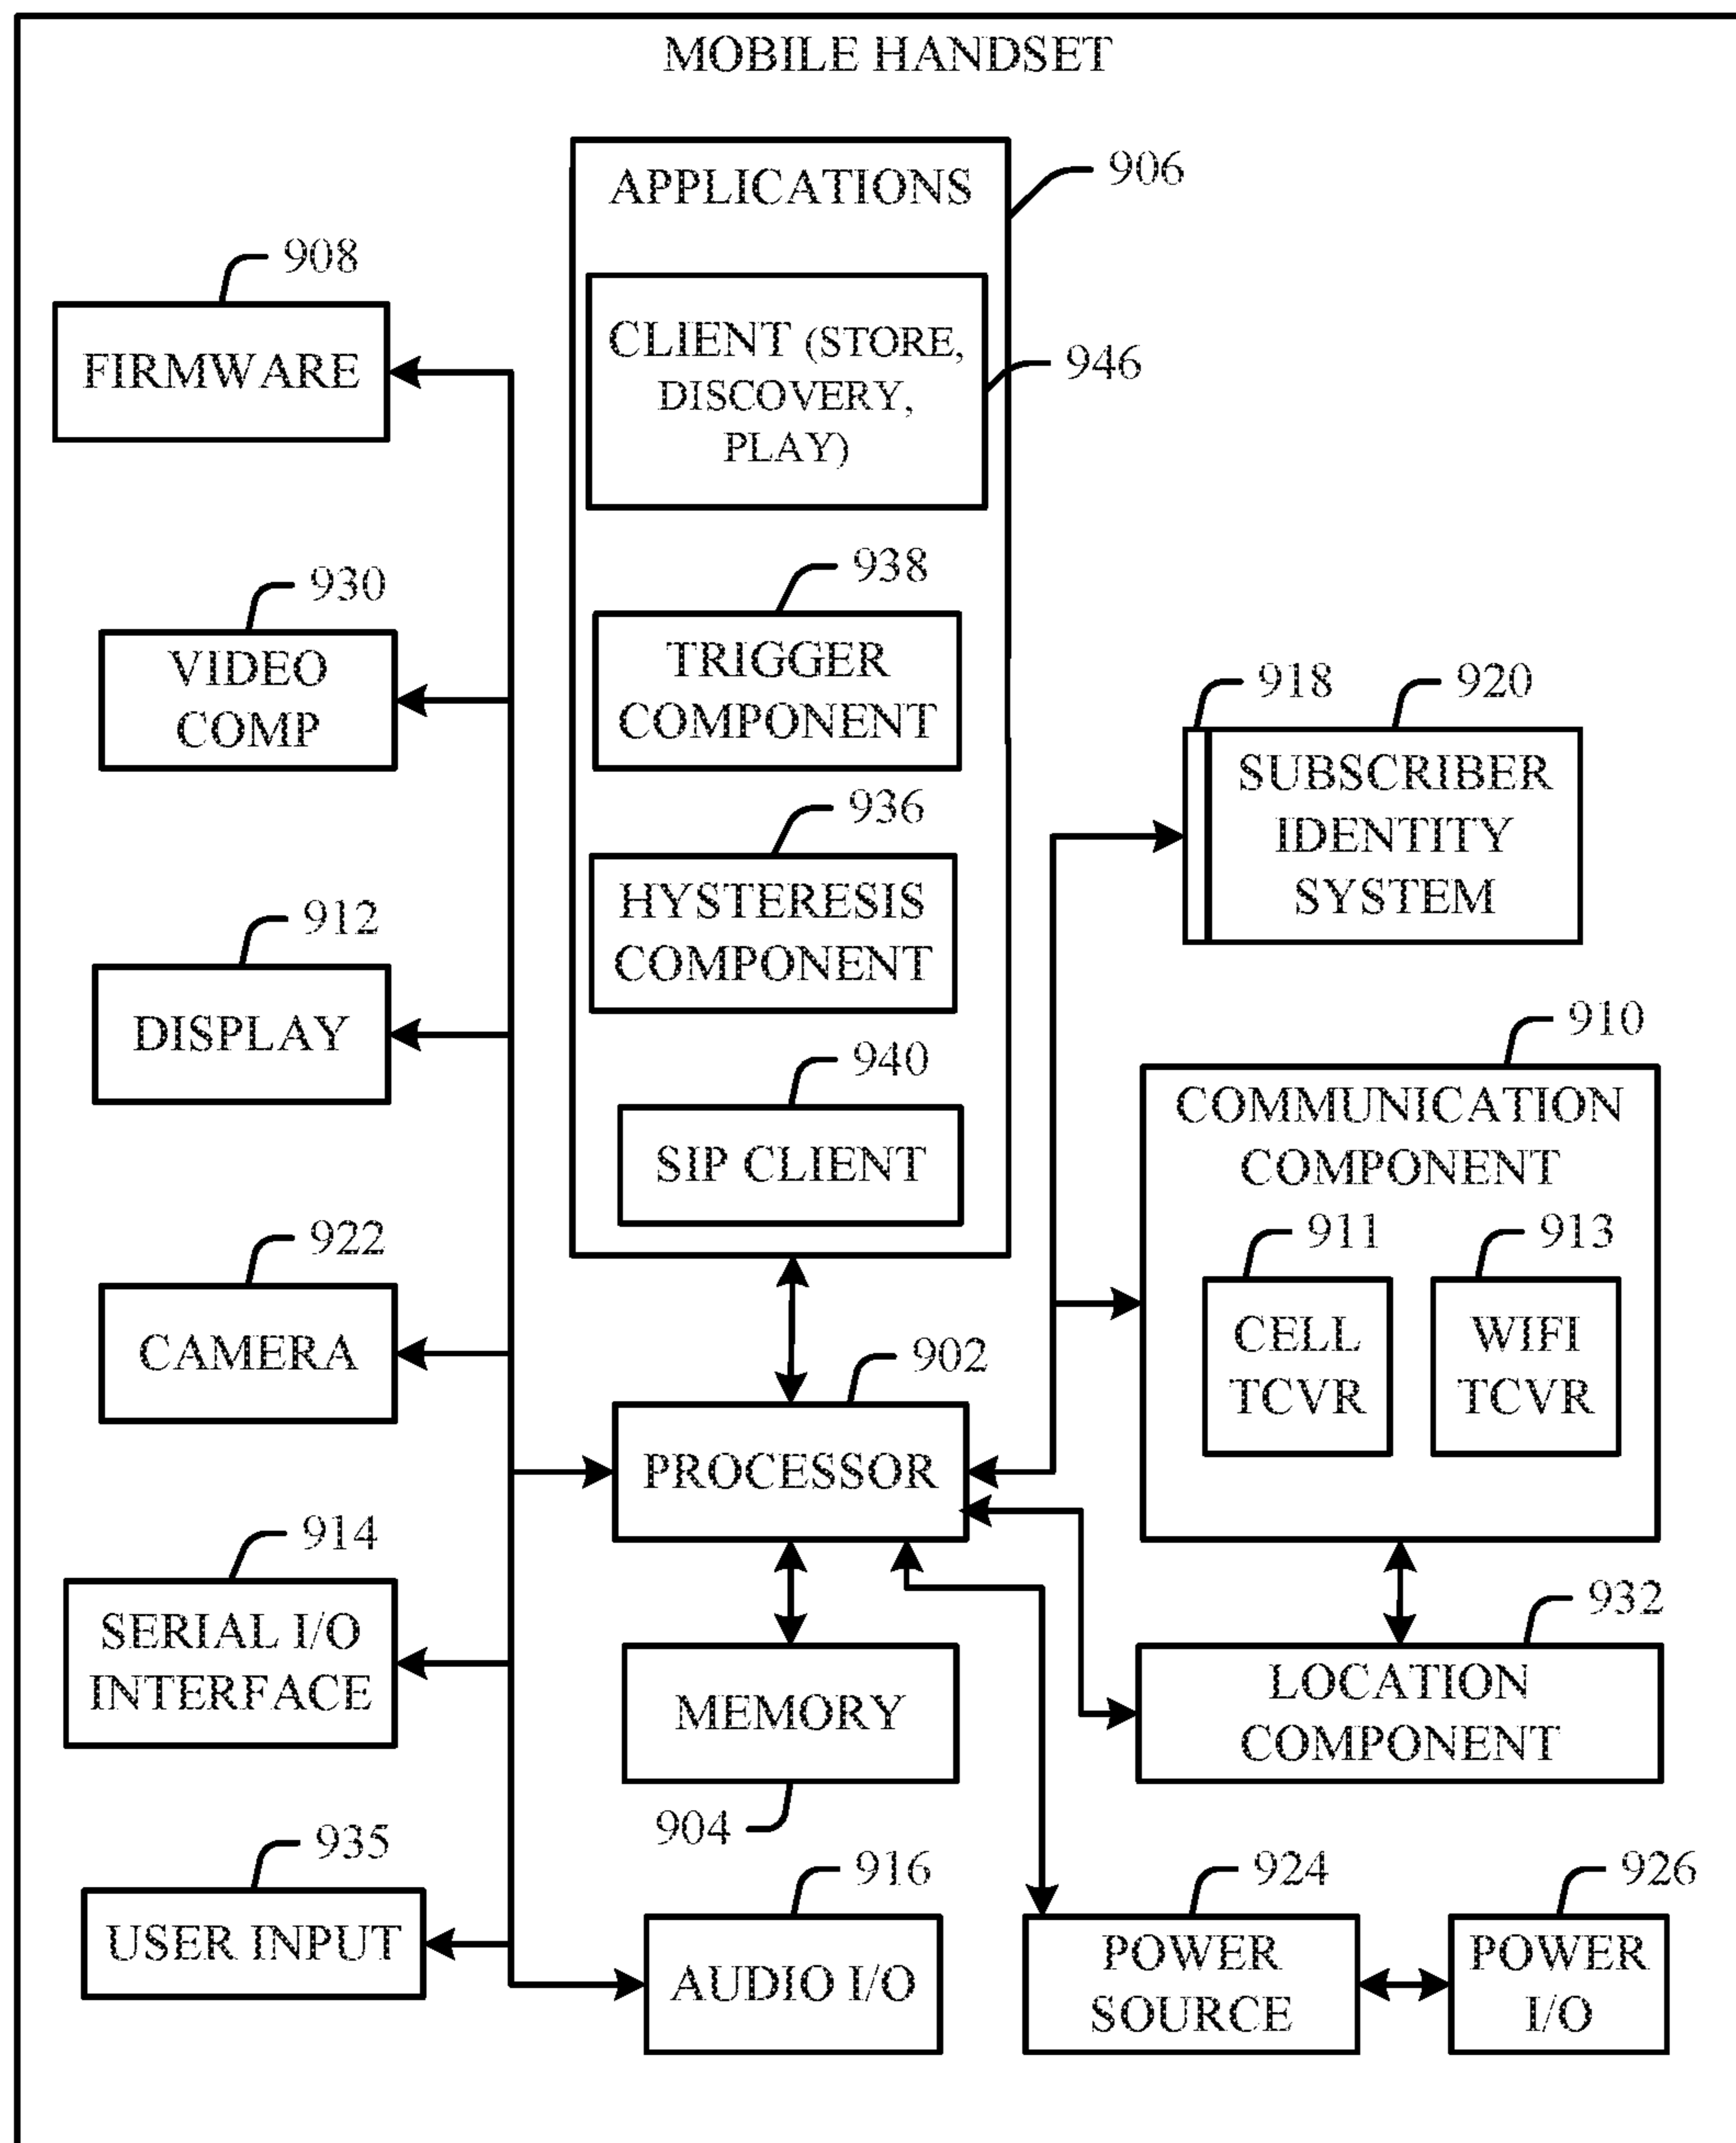 MOBILE HANDSET
906
APPLICATIONS
908
FIRMWARE
CLIENT (STORE,
DISCOVERY,
PLAY)
946
930
VIDEO
COMP
938
TRIGGER
COMPONENT
918
920
SUBSCRIBER
IDENTITY
SYSTEM
936
HYSTERESIS
COMPONENT
912
DISPLAY
940
SIP CLIENT
910
COMMUNICATION
COMPONENT
911
CELL
TCVR
913
WIFI
TCVR
922
CAMERA
902
PROCESSOR
914
SERIAL I/O
INTERFACE
MEMORY
904
932
LOCATION
COMPONENT
935
USER INPUT
916
AUDIO I/O
924
POWER
SOURCE
926
POWER
I/O